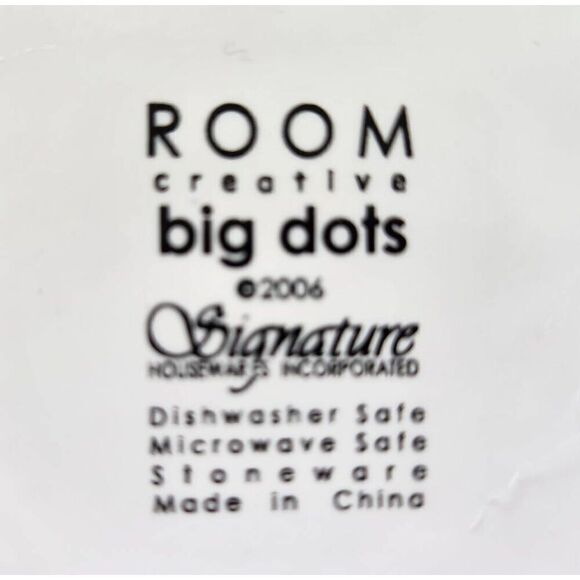 ROOM
creative
big dots
©2006
Signature
HOUSEWARES INCORPORATED
Dishwasher Safe
Microwave Safe
Stoneware
Made in China